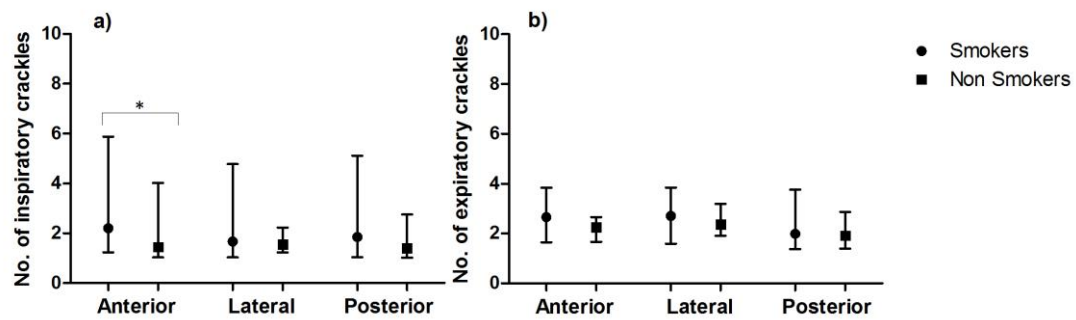 a)
No. of inspiratory crackles
10
8
6
4
2
0
*
Anterior Lateral Posterior
b)
No. of expiratory crackles
10
8
6
4
2
0
Anterior Lateral Posterior
Smokers
Non Smokers